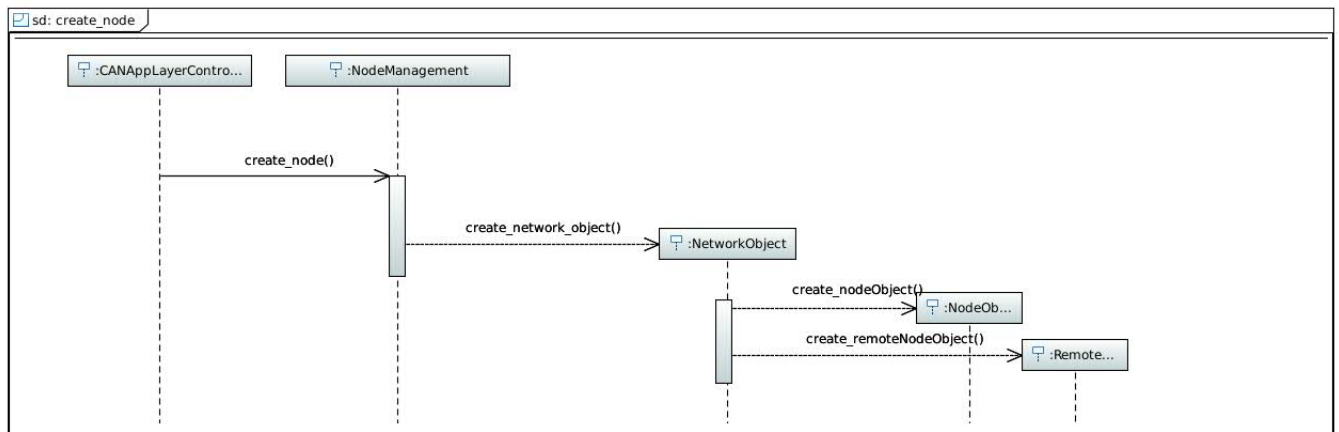 sd: create_node
:CANAppLayerContro...
:NodeManagement
create_node()
create_network_object()
:NetworkObject
create_nodeObject()
:NodeOb...
create_remoteNodeObject()
:Remote...